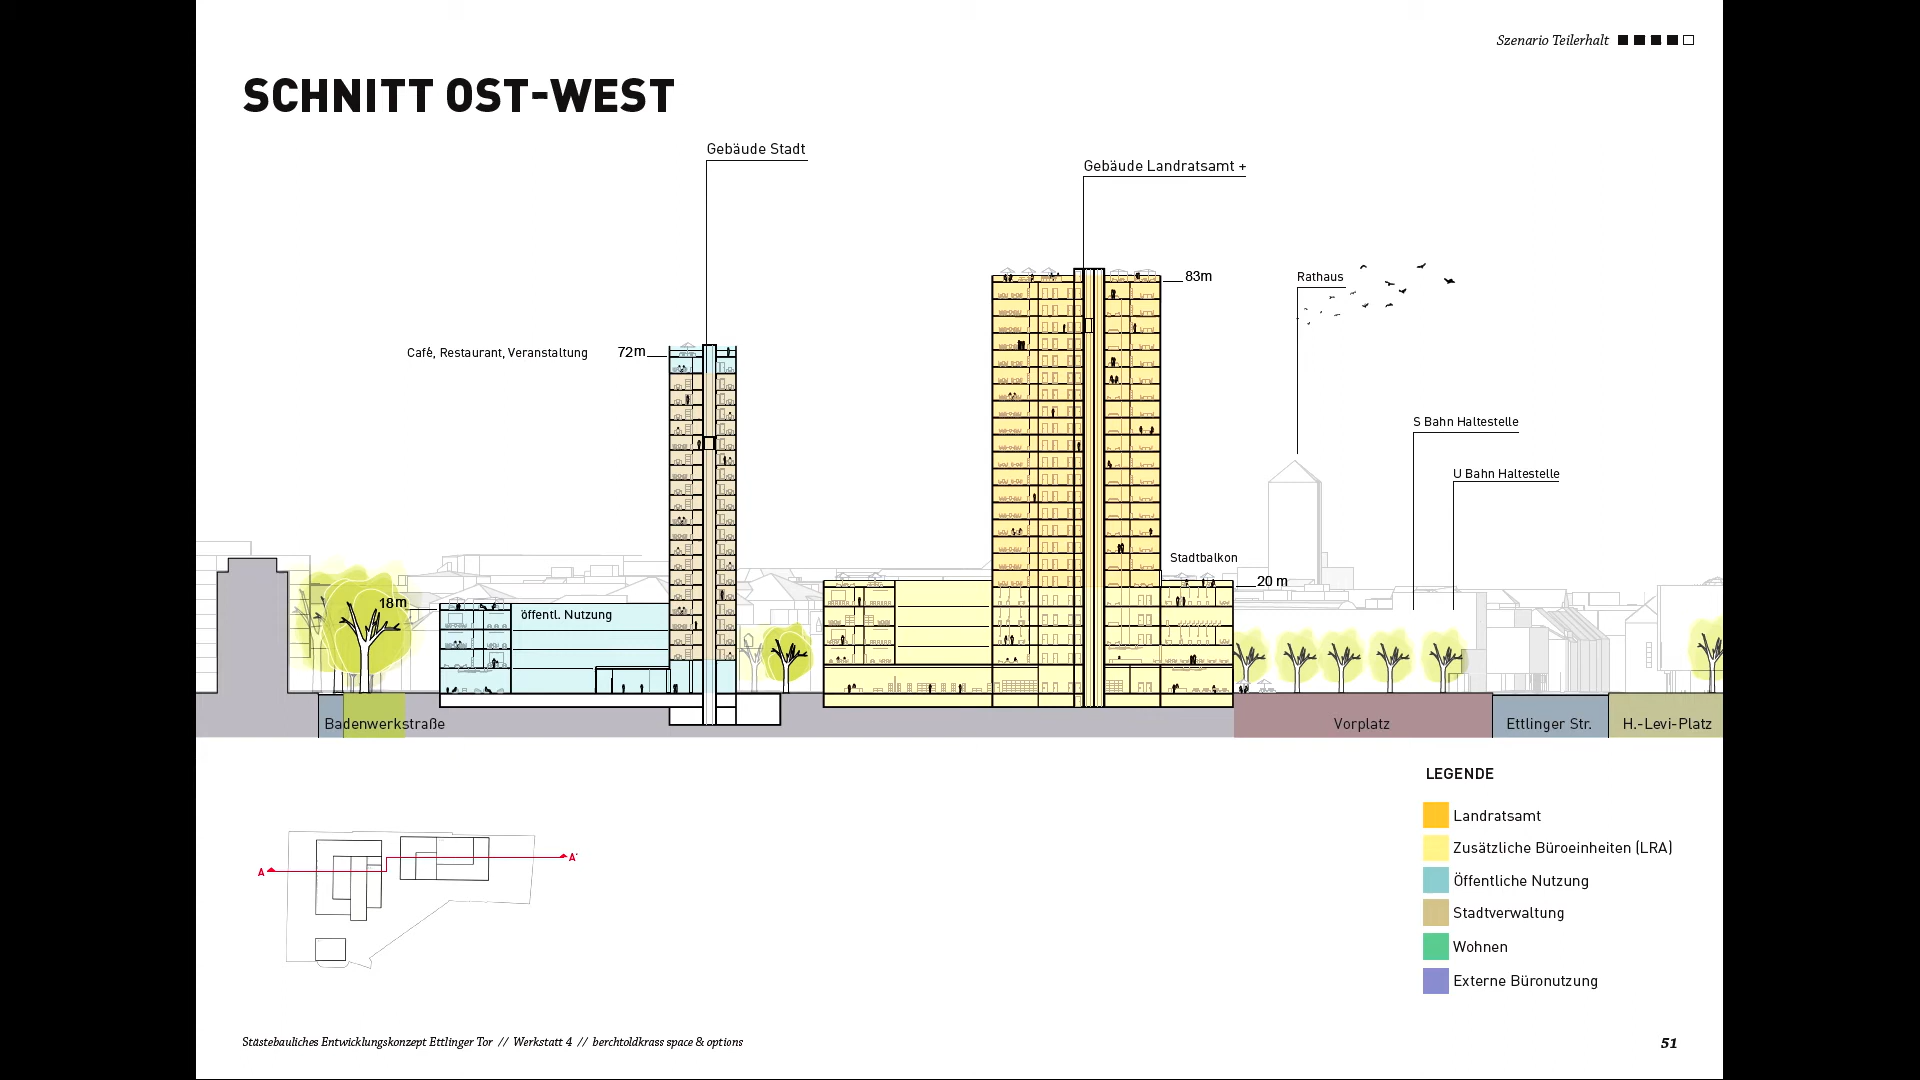 Szenario Teilerhalt
SCHNITT OST-WEST
Gebäude Stadt
Gebäude Landratsamt +
83m
Rathaus
Café, Restaurant, Veranstaltung
72m
S Bahn Haltestelle
U Bahn Haltestelle
Stadtbalkon
20 m
18m
öffentl. Nutzung
Badenwerkstraße
Vorplatz
Ettlinger Str.
H.-Levi-Platz
LEGENDE
Landratsamt
Zusätzliche Büroeinheiten (LRA)
Öffentliche Nutzung
Stadtverwaltung
Wohnen
Externe Büronutzung
A
A'
Stästebauliches Entwicklungskonzept Ettlinger Tor // Werkstatt 4 // berchtoldkrass space & options
51